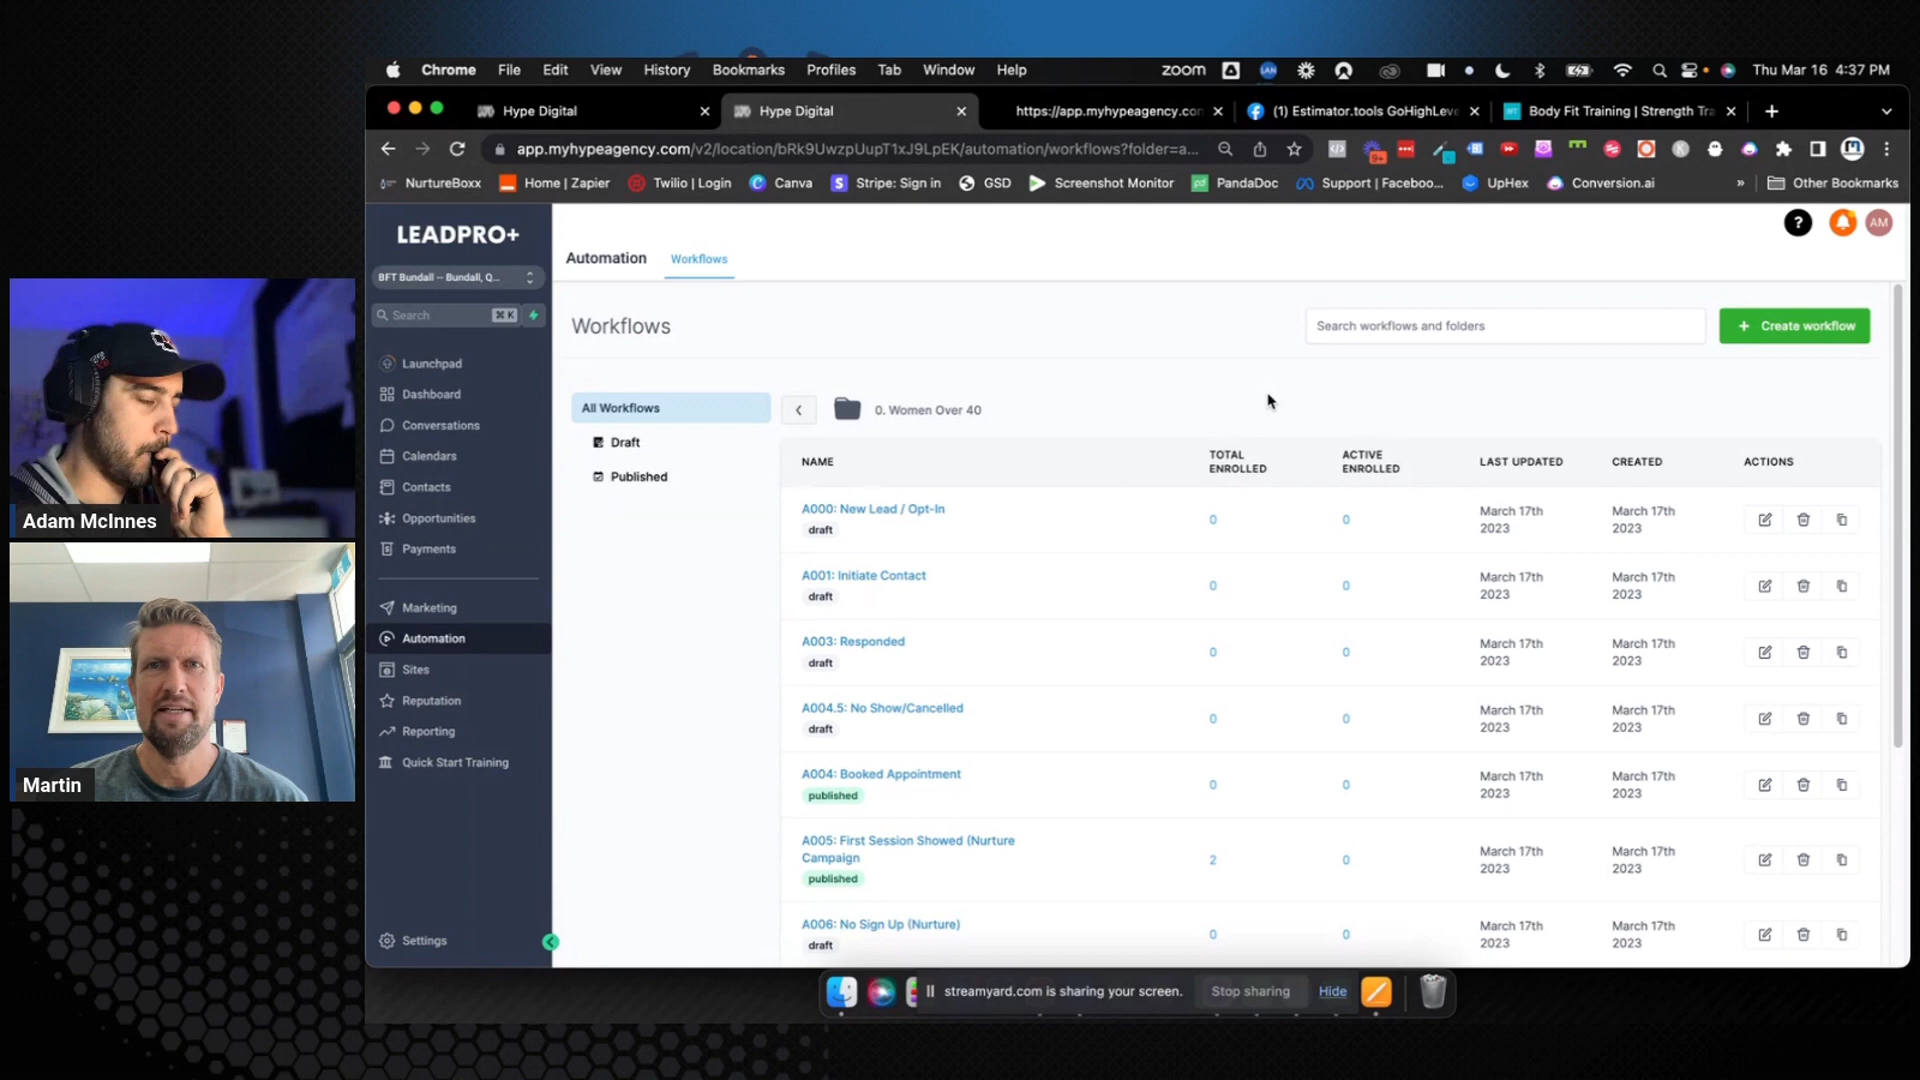 Chrome File Edit View History Bookmarks Profiles Tab Window Help zoom LAN Thu Mar 16 4:37 PM
Hype Digital Hype Digital https://app.myhypeagency.con (1) Estimator.tools GoHighLeve Body Fit Training | Strength Tra
app.myhypeagency.com/v2/location/bRk9UwzpUupT1xJ9LpEK/automation/workflows?folder=a... 9+
NurtureBoxx Home | Zapier Twilio | Login Canva Stripe: Sign in GSD Screenshot Monitor PandaDoc Support | Faceboo... UpHex Conversion.ai » Other Bookmarks
LEADPRO+
BFT Bundall -- Bundall, Q...
Search ⌘ K
Launchpad
Dashboard
Conversations
Calendars
Contacts
Opportunities
Payments
Marketing
Automation
Sites
Reputation
Reporting
Quick Start Training
Settings
? AM
Automation Workflows
Workflows
Search workflows and folders
+ Create workflow
All Workflows
Draft
Published
0. Women Over 40
NAME TOTAL ENROLLED ACTIVE ENROLLED LAST UPDATED CREATED ACTIONS
A000: New Lead / Opt-In 0 0 March 17th 2023 March 17th 2023
draft
A001: Initiate Contact 0 0 March 17th 2023 March 17th 2023
draft
A003: Responded 0 0 March 17th 2023 March 17th 2023
draft
A004.5: No Show/Cancelled 0 0 March 17th 2023 March 17th 2023
draft
A004: Booked Appointment 0 0 March 17th 2023 March 17th 2023
published
A005: First Session Showed (Nurture
Campaign 2 0 March 17th 2023 March 17th 2023
published
A006: No Sign Up (Nurture) 0 0 March 17th 2023 March 17th 2023
draft
Adam McInnes
Martin
streamyard.com is sharing your screen. Stop sharing Hide